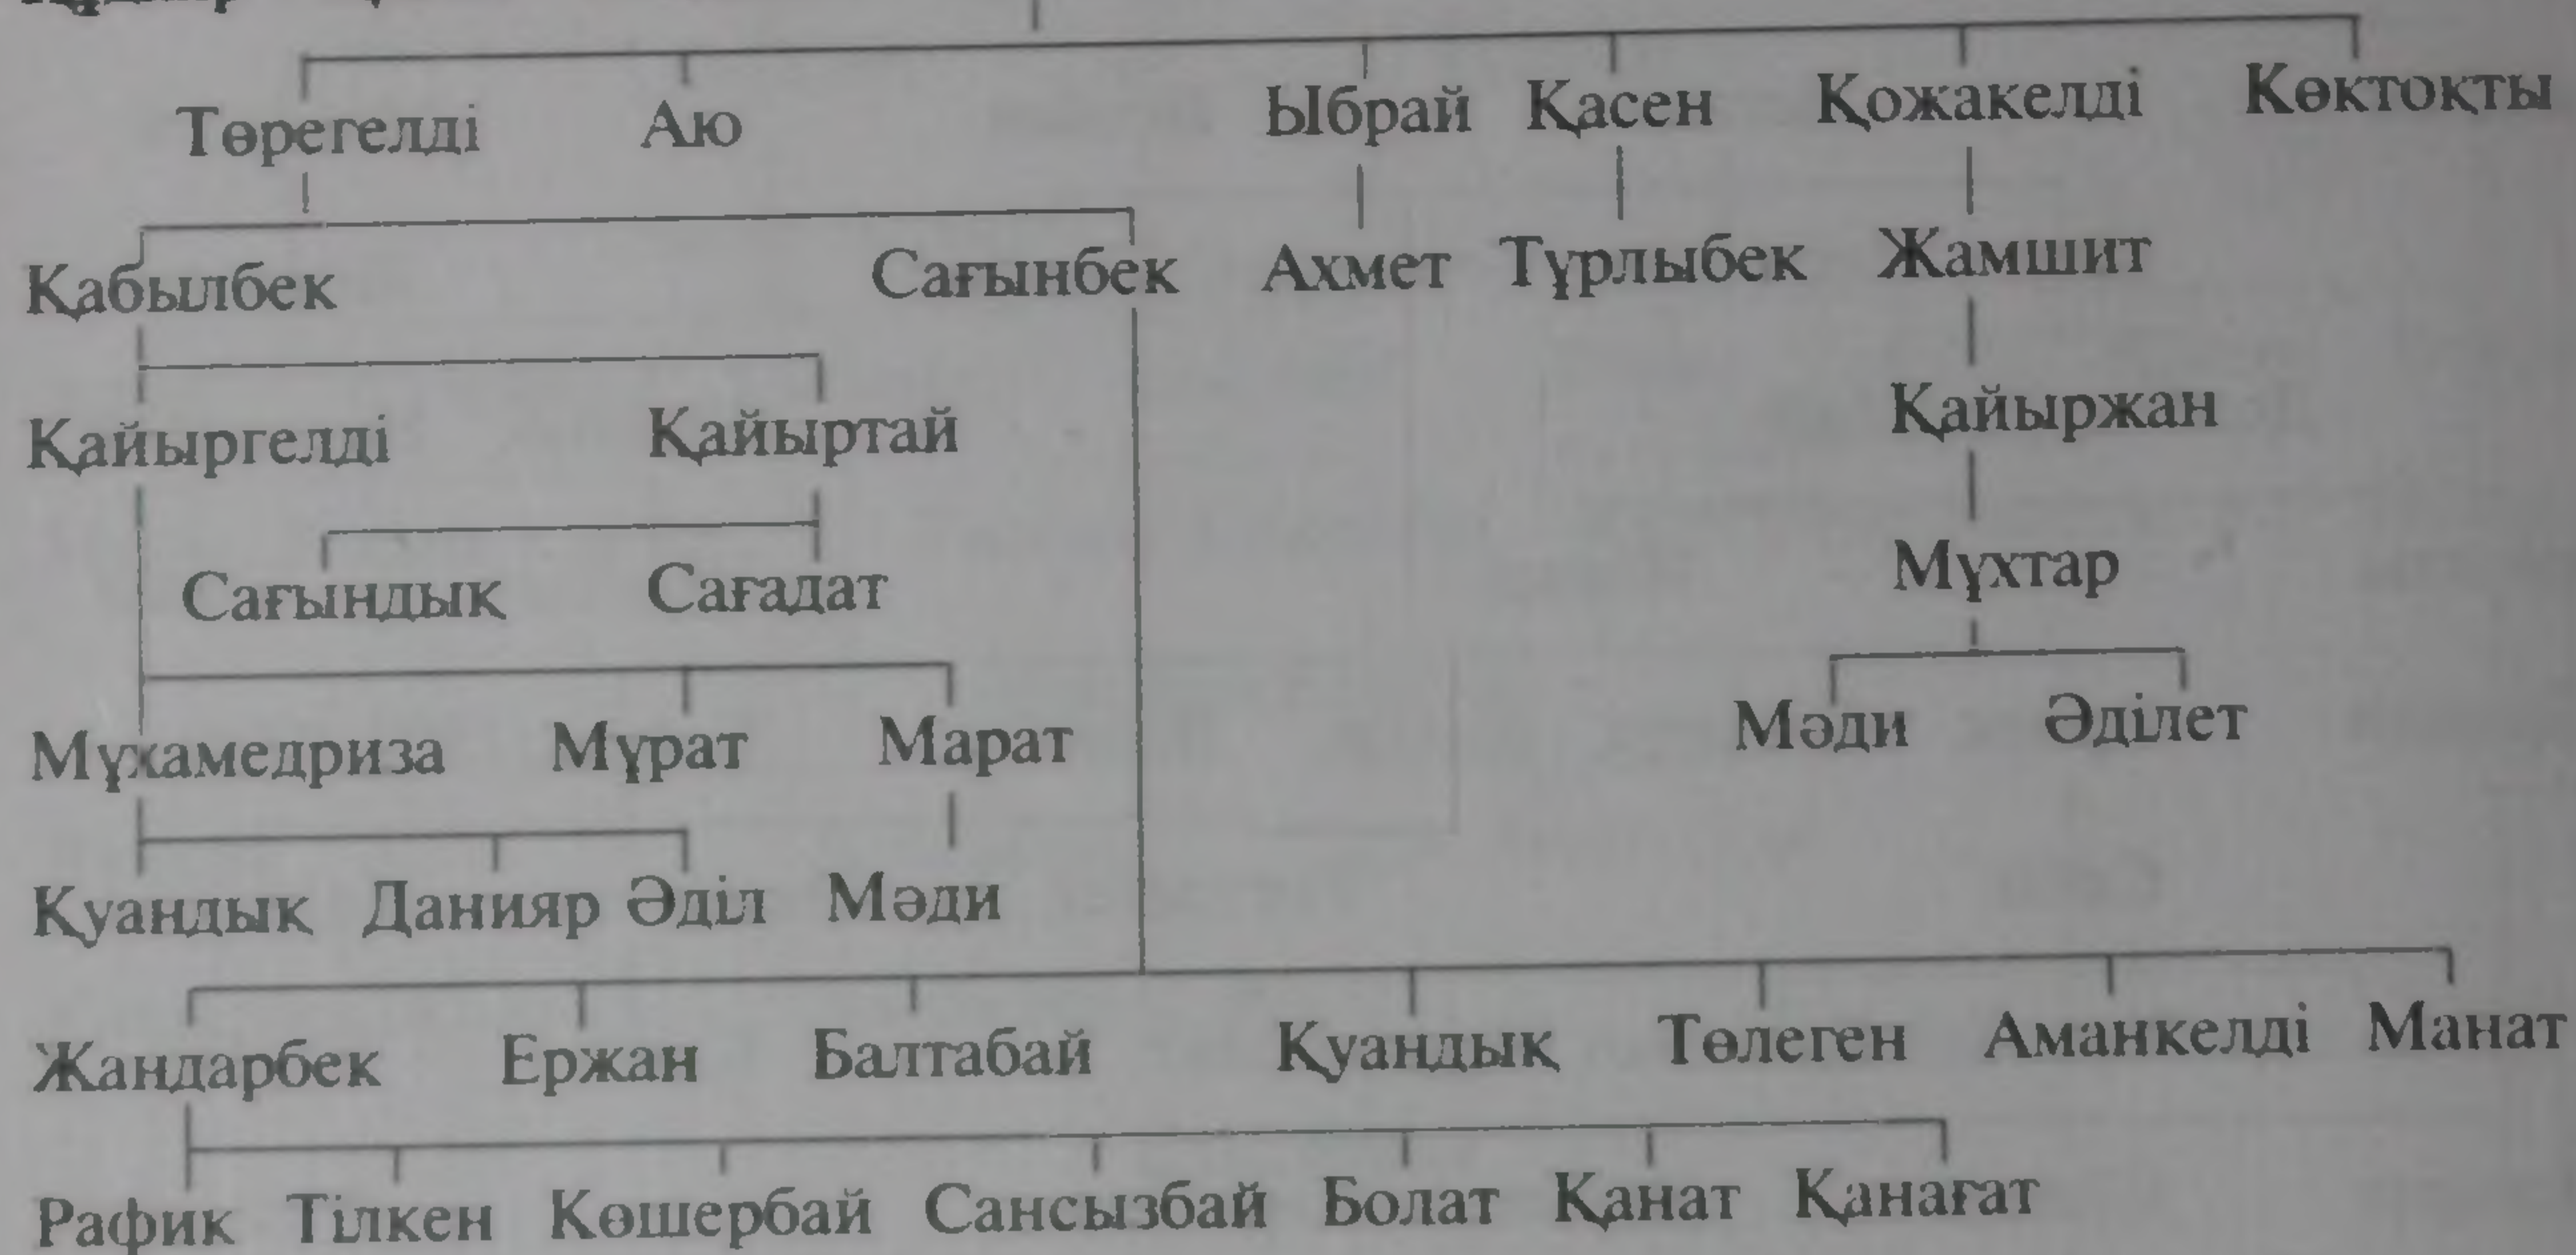 Төрегелді Аю Ыбрай Қасен Қожакелді Көктоқты
Қабылбек Сағынбек Ахмет Тұрлыбек Жамшит
Қайыргелді Қайыртай Қайыржан
Сағындық Сағадат Мұхтар
Мұхамедриза Мұрат Марат Мәди Әділет
Қуандық Данияр Әділ Мәди
Жандарбек Ержан Балтабай Қуандық Төлеген Аманкелді Манат
Рафик Тілкен Көшербай Сансызбай Болат Қанат Қанағат